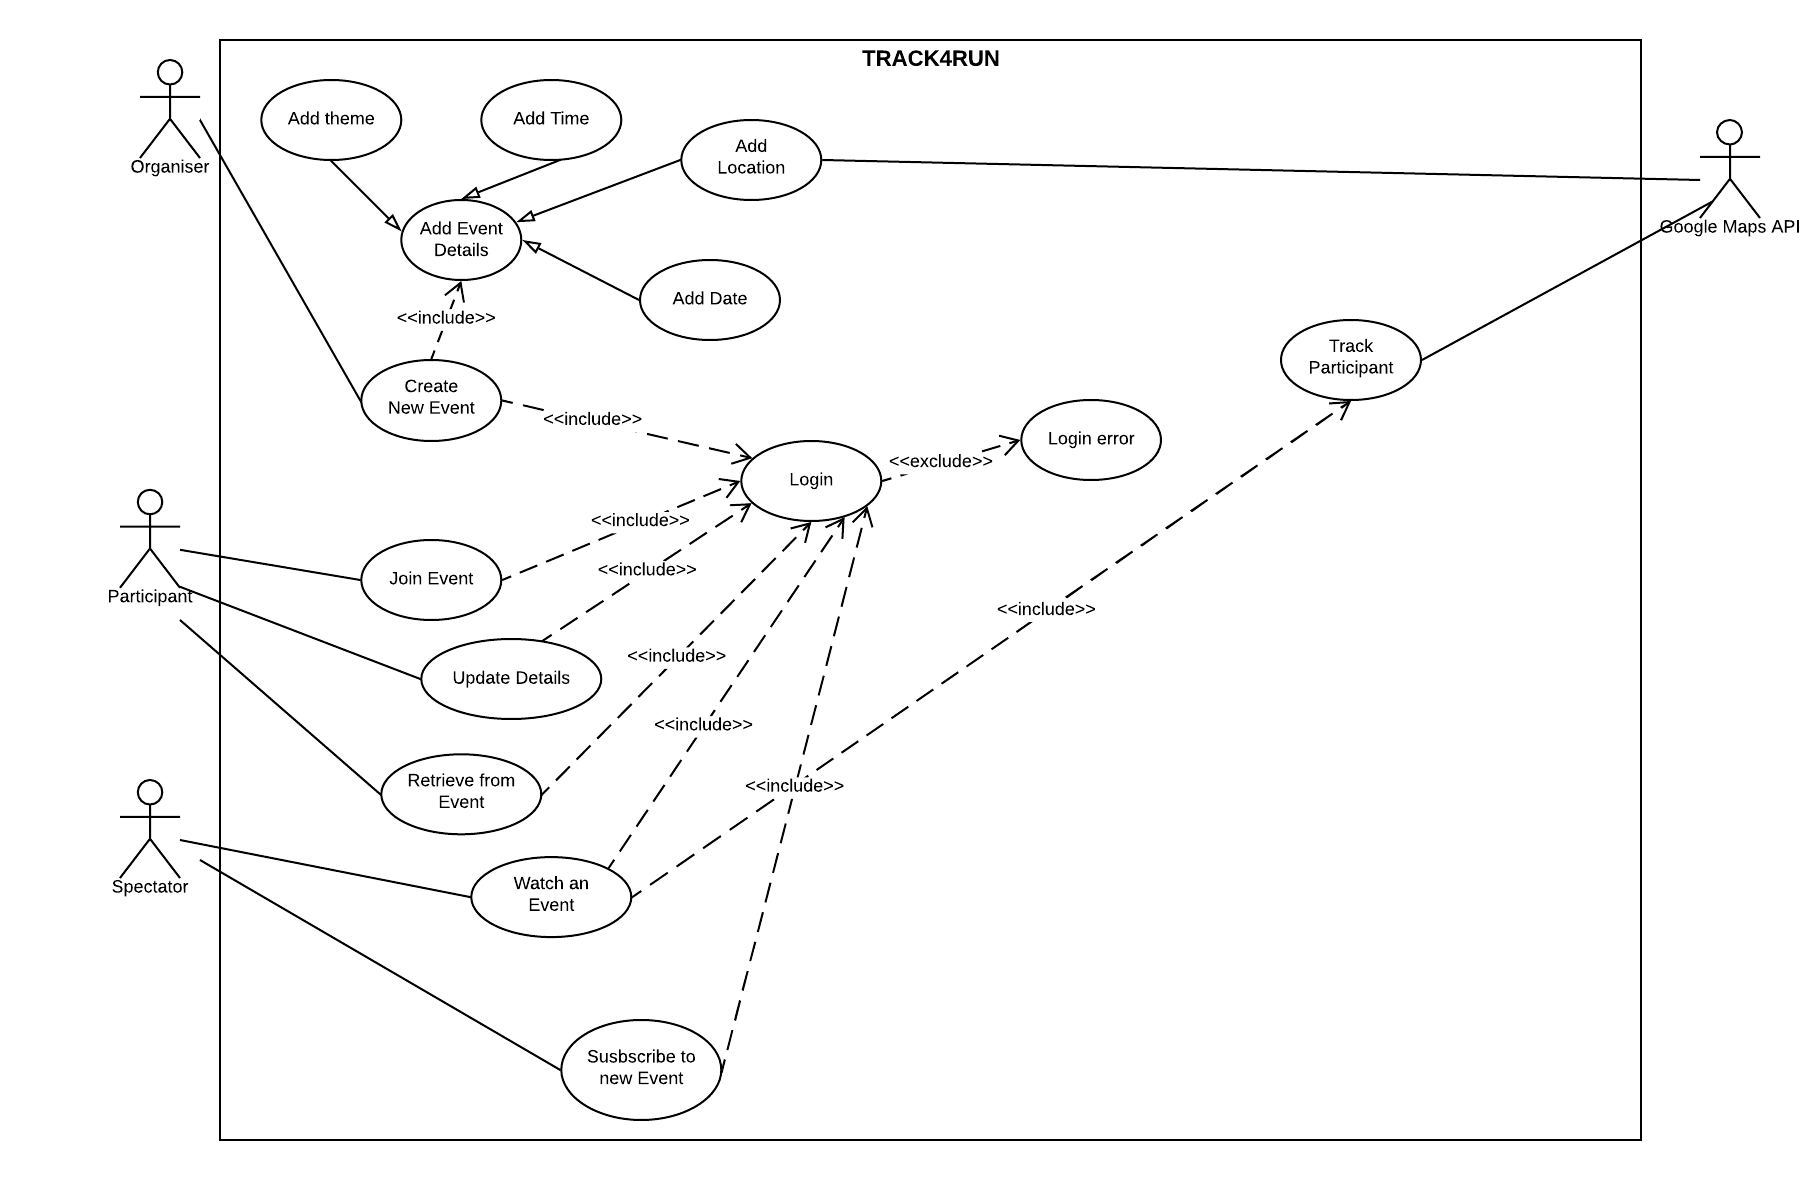 TRACK4RUN
Organiser
Add theme
Add Time
Add
Location
Google Maps API
Add Event
Details
Add Date
<<include>>
Create
New Event
<<include>>
Track
Participant
Login
<<exclude>>
Login error
Participant
Join Event
<<include>>
<<include>>
Update Details
<<include>>
<<include>>
Retrieve from
Event
<<include>>
<<include>>
Spectator
Watch an
Event
Susbscribe to
new Event